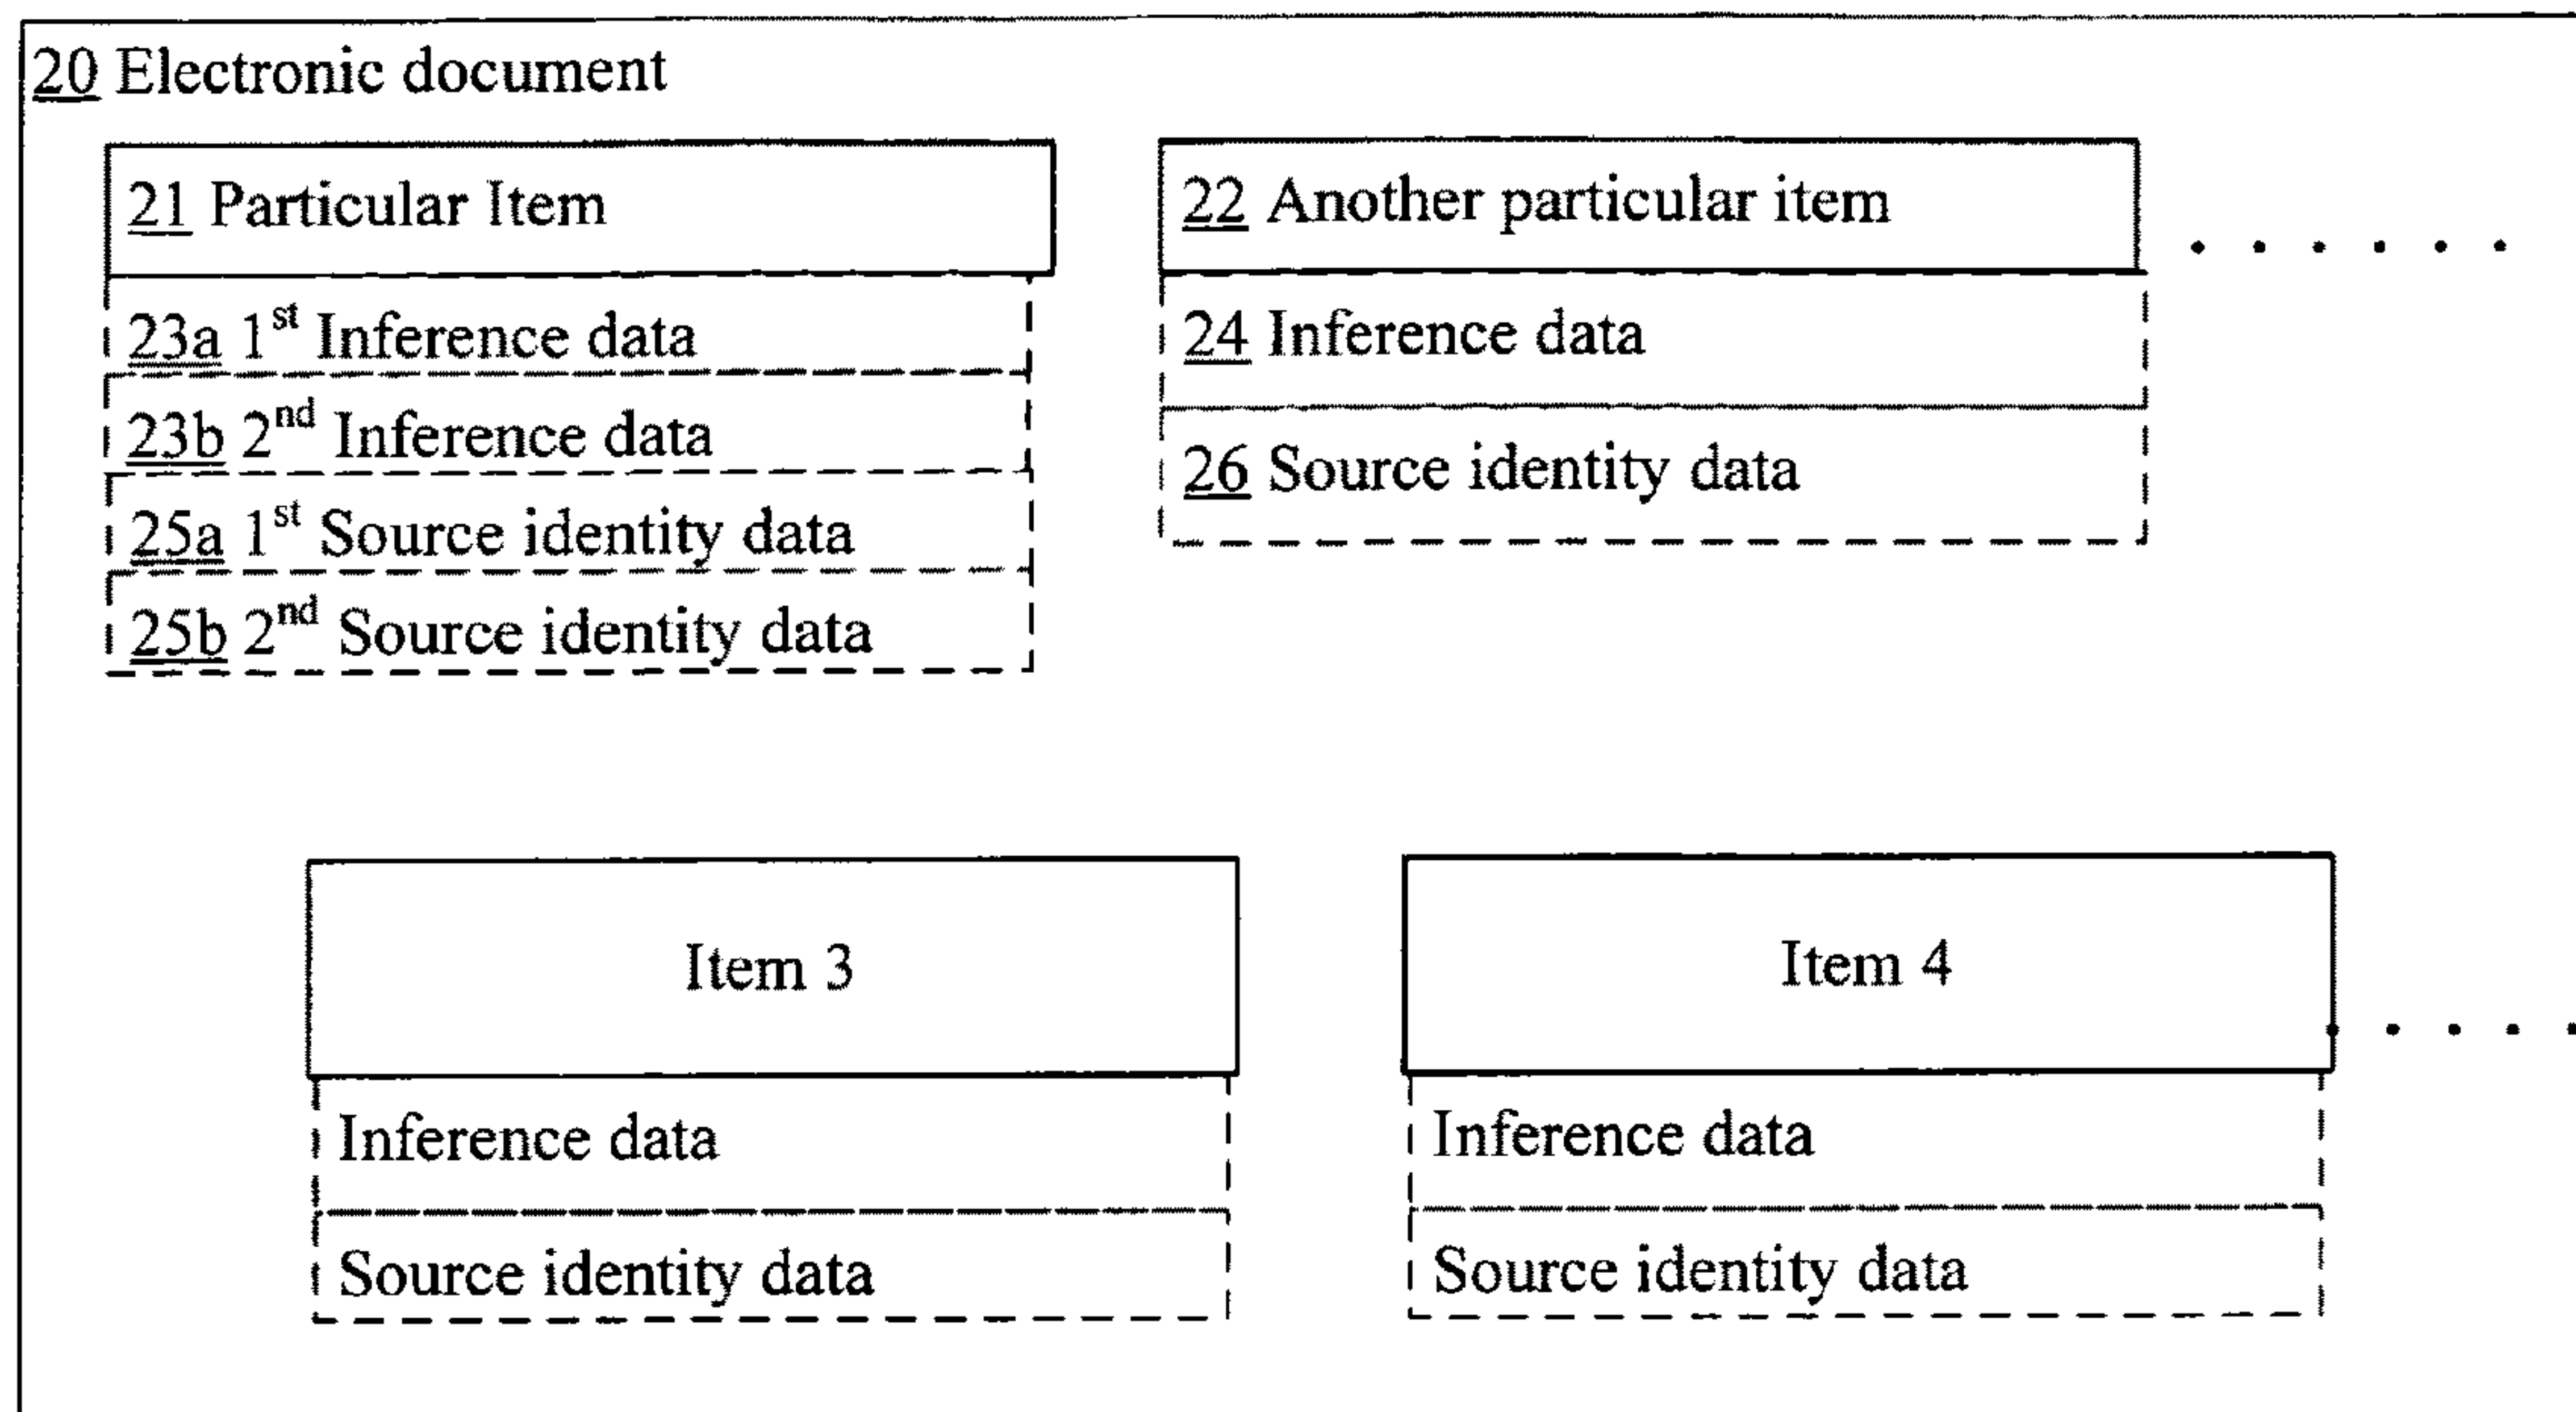 20 Electronic document
21 Particular Item
23a 1st Inference data
23b 2nd Inference data
25a 1st Source identity data
25b 2nd Source identity data
22 Another particular item
24 Inference data
26 Source identity data
Item 3
Inference data
Source identity data
Item 4
Inference data
Source identity data